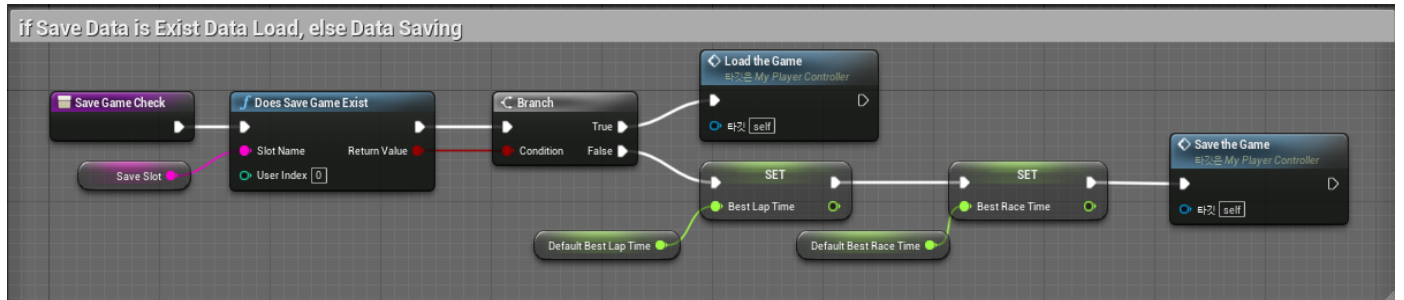 if Save Data is Exist Data Load, else Data Saving
Save Game Check
Save Slot
Does Save Game Exist
Slot Name
Return Value
User Index 0
Branch
True
Condition
False
Load the Game
타깃은 My Player Controller
타깃 self
SET
Best Lap Time
Default Best Lap Time
SET
Best Race Time
Default Best Race Time
Save the Game
타깃은 My Player Controller
타깃 self